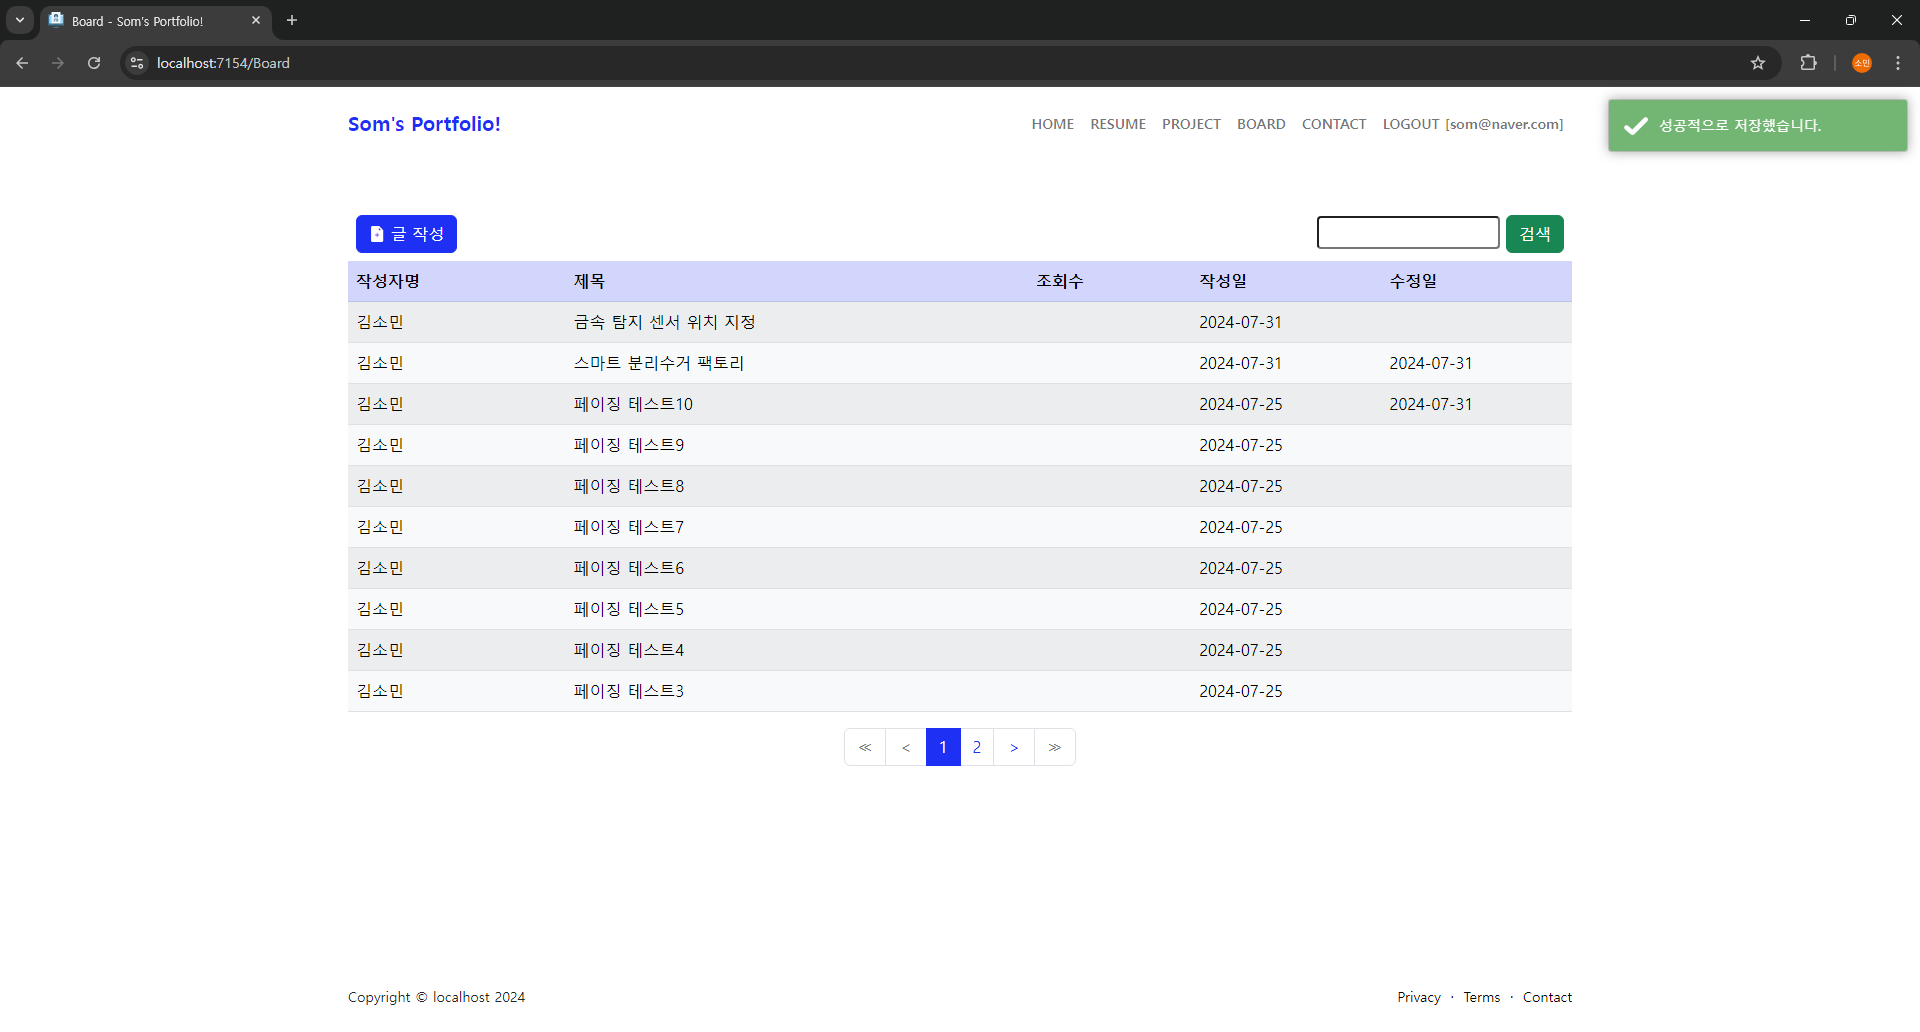 Board - Som's Portfolio!
localhost:7154/Board
소민
Som's Portfolio!
HOME RESUME PROJECT BOARD CONTACT LOGOUT [som@naver.com]
성공적으로 저장했습니다.
글 작성
검색
작성자명 제목 조회수 작성일 수정일
김소민 금속 탐지 센서 위치 지정 2024-07-31
김소민 스마트 분리수거 팩토리 2024-07-31 2024-07-31
김소민 페이징 테스트10 2024-07-25 2024-07-31
김소민 페이징 테스트9 2024-07-25
김소민 페이징 테스트8 2024-07-25
김소민 페이징 테스트7 2024-07-25
김소민 페이징 테스트6 2024-07-25
김소민 페이징 테스트5 2024-07-25
김소민 페이징 테스트4 2024-07-25
김소민 페이징 테스트3 2024-07-25
≪ < 1 2 > ≫
Copyright © localhost 2024
Privacy · Terms · Contact